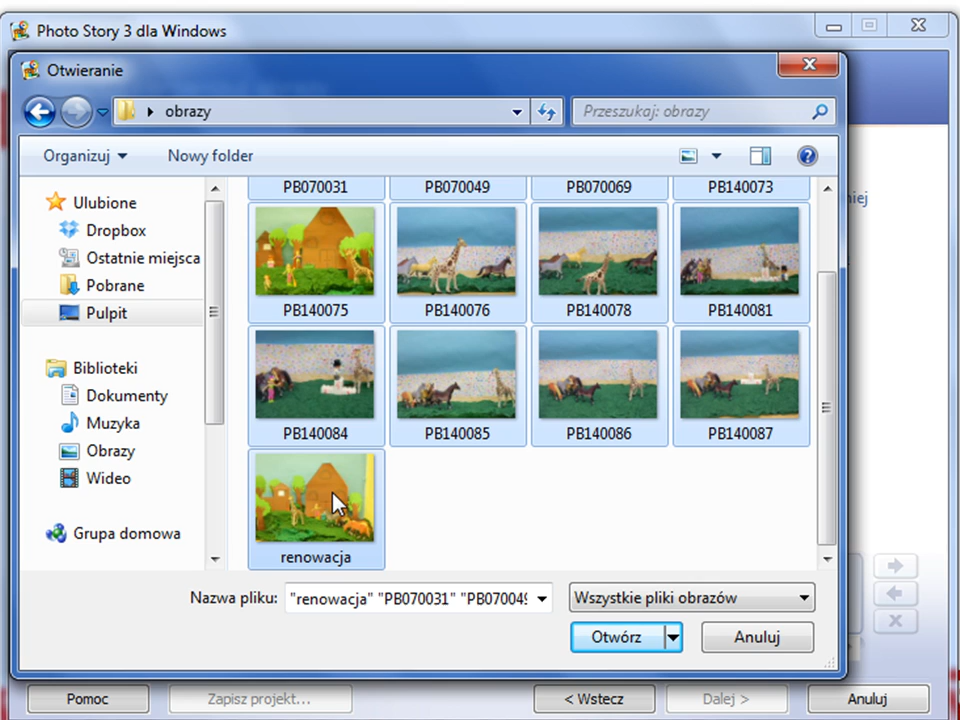 Photo Story 3 dla Windows
Otwieranie
obrazy
Przeszukaj: obrazy
Organizuj
Nowy folder
Ulubione
Dropbox
Ostatnie miejsca
Pobrane
Pulpit
Biblioteki
Dokumenty
Muzyka
Obrazy
Wideo
Grupa domowa
PB070031 PB070049 PB070069 PB140073
PB140075 PB140076 PB140078 PB140081
PB140084 PB140085 PB140086 PB140087
renowacja
niej
Nazwa pliku: "renowacja" "PB070031" "PB070049
Wszystkie pliki obrazów
Otwórz
Anuluj
Pomoc
Zapisz projekt...
< Wstecz
Dalej >
Anuluj